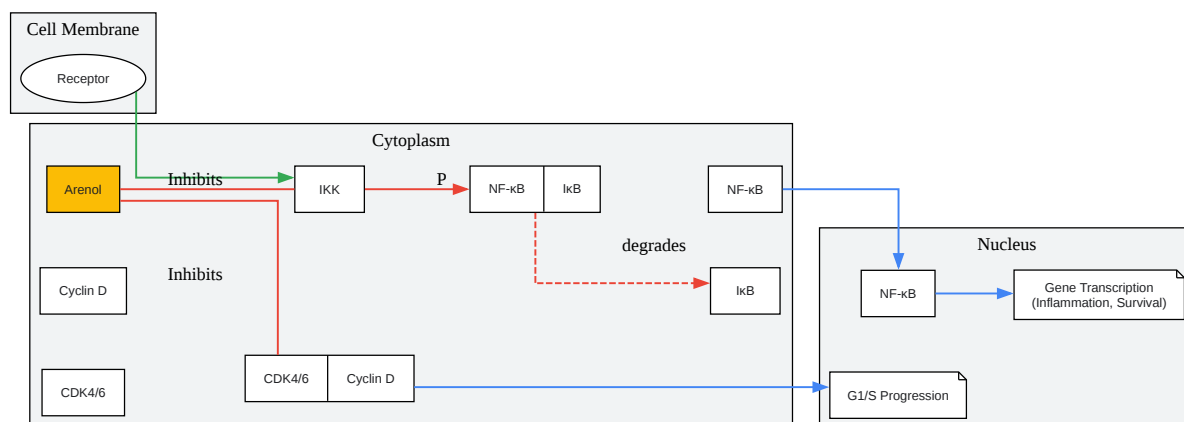 Cell Membrane
Receptor
Cytoplasm
Arenol
Inhibits
IKK
P
NF-κB
IκB
NF-κB
degrades
Nucleus
Cyclin D
Inhibits
IκB
NF-κB
Gene Transcription
(Inflammation, Survival)
CDK4/6
CDK4/6
Cyclin D
G1/S Progression